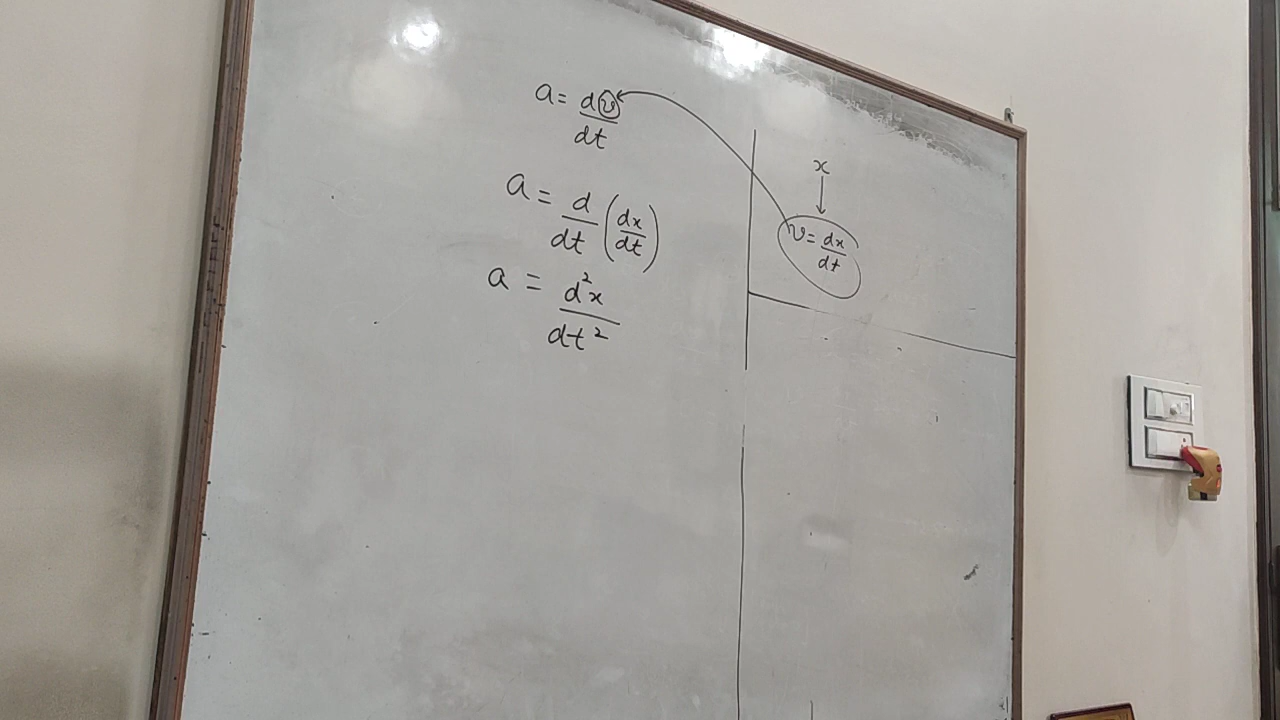 a = dv/dt
a = d/dt (dx/dt)
a = d²x/dt²
x
↓
v = dx/dt